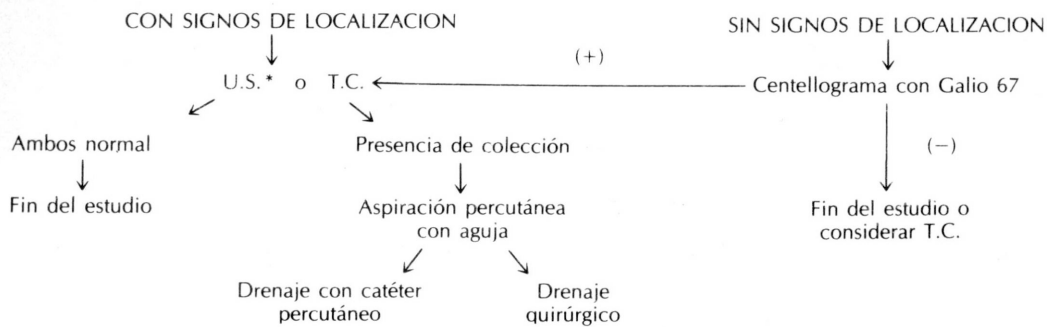 CON SIGNOS DE LOCALIZACION
SIN SIGNOS DE LOCALIZACION
(+)
U.S.* o T.C.
Centellograma con Galio 67
Ambos normal
Presencia de colección
(−)
Fin del estudio
Aspiración percutánea
con aguja
Fin del estudio o
considerar T.C.
Drenaje con catéter
percutáneo
Drenaje
quirúrgico